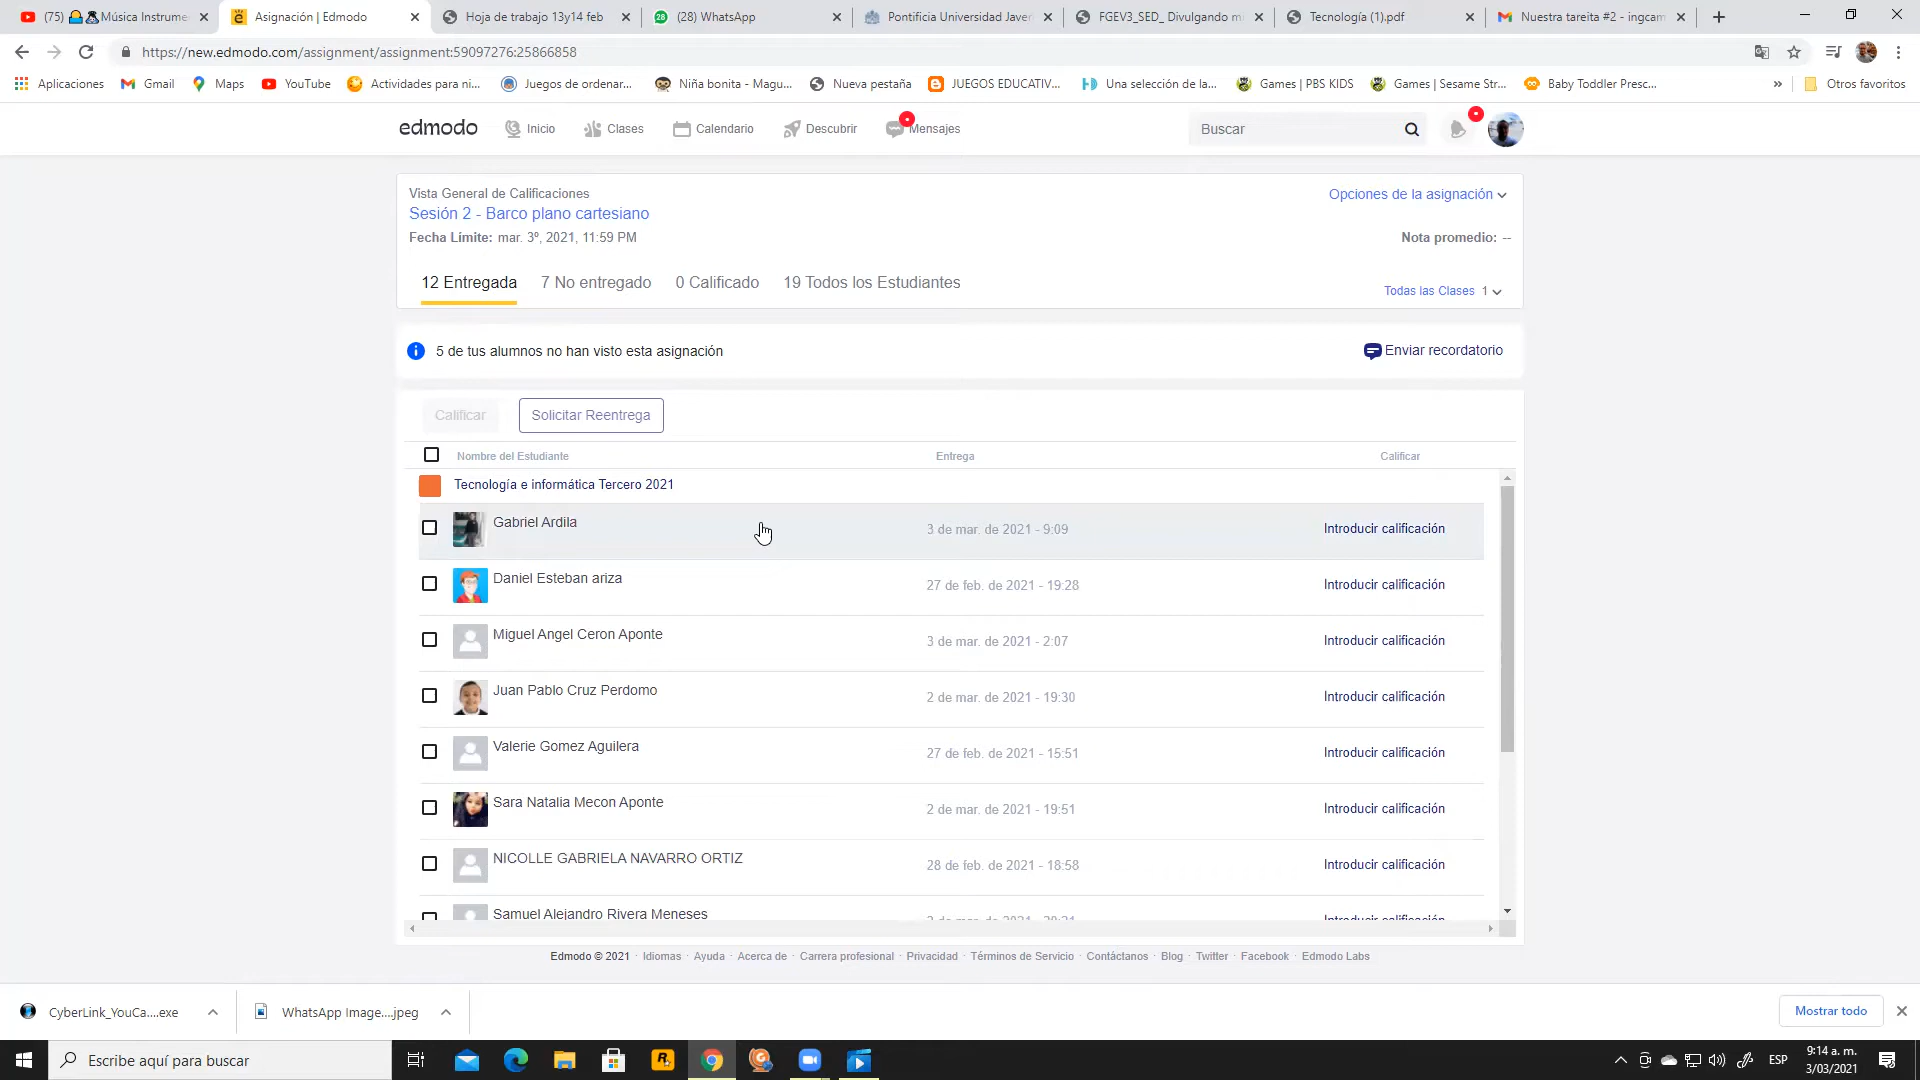 (75) Música Instrume
Asignación | Edmodo
Hoja de trabajo 13y14 feb
(28) WhatsApp
Pontificia Universidad Javer
FGEV3_SED_ Divulgando m
Tecnología (1).pdf
Nuestra tareita #2 - ingcam
https://new.edmodo.com/assignment/assignment:59097276:25866858
Aplicaciones
Gmail
Maps
YouTube
Actividades para ni...
Juegos de ordenar...
Niña bonita - Magu...
Nueva pestaña
JUEGOS EDUCATIV...
Una selección de la...
Games | PBS KIDS
Games | Sesame Str...
Baby Toddler Presc...
»
Otros favoritos
edmodo
Inicio
Clases
Calendario
Descubrir
Mensajes
Buscar
Vista General de Calificaciones
Opciones de la asignación
Sesión 2 - Barco plano cartesiano
Fecha Límite: mar. 3º, 2021, 11:59 PM
Nota promedio: --
12 Entregada
7 No entregado
0 Calificado
19 Todos los Estudiantes
Todas las Clases 1
5 de tus alumnos no han visto esta asignación
Enviar recordatorio
Calificar
Solicitar Reentrega
Nombre del Estudiante
Entrega
Calificar
Tecnología e informática Tercero 2021
Gabriel Ardila
3 de mar. de 2021 - 9:09
Introducir calificación
Daniel Esteban ariza
27 de feb. de 2021 - 19:28
Introducir calificación
Miguel Angel Ceron Aponte
3 de mar. de 2021 - 2:07
Introducir calificación
Juan Pablo Cruz Perdomo
2 de mar. de 2021 - 19:30
Introducir calificación
Valerie Gomez Aguilera
27 de feb. de 2021 - 15:51
Introducir calificación
Sara Natalia Mecon Aponte
2 de mar. de 2021 - 19:51
Introducir calificación
NICOLLE GABRIELA NAVARRO ORTIZ
28 de feb. de 2021 - 18:58
Introducir calificación
Samuel Alejandro Rivera Meneses
Introducir calificación
Edmodo © 2021 · Idiomas · Ayuda · Acerca de · Carrera profesional · Privacidad · Términos de Servicio · Contáctanos · Blog · Twitter · Facebook · Edmodo Labs
CyberLink_YouCa....exe
WhatsApp Image....jpeg
Mostrar todo
Escribe aquí para buscar
ESP
9:14 a. m.
3/03/2021